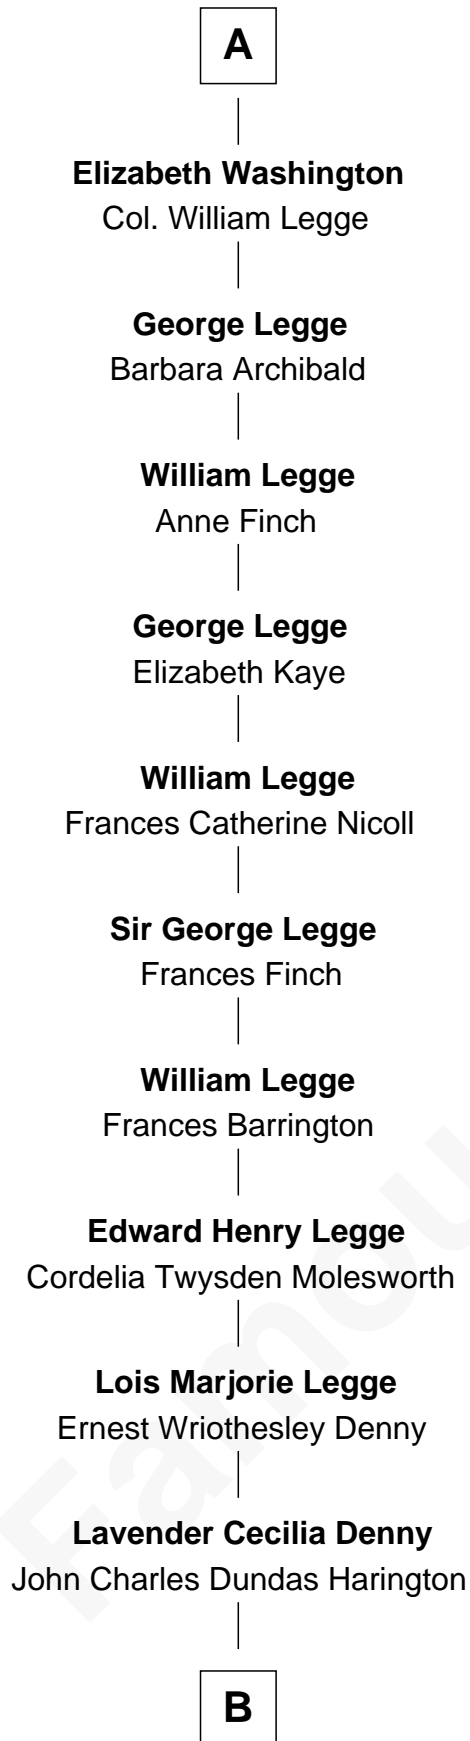 A
Elizabeth Washington
Col. William Legge
George Legge
Barbara Archibald
William Legge
Anne Finch
George Legge
Elizabeth Kaye
William Legge
Frances Catherine Nicoll
Sir George Legge
Frances Finch
William Legge
Frances Barrington
Edward Henry Legge
Cordelia Twysden Molesworth
Lois Marjorie Legge
Ernest Wriothesley Denny
Lavender Cecilia Denny
John Charles Dundas Harington
B
Famou